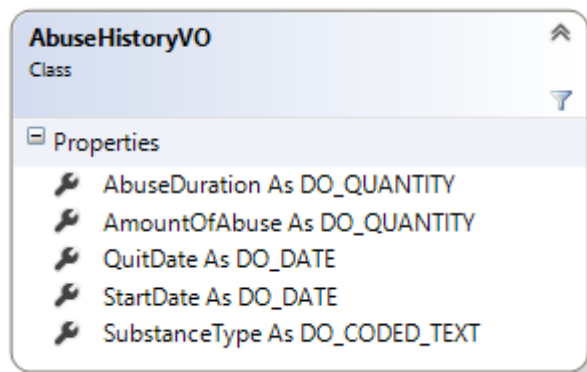 AbuseHistoryVO
Class
Properties
AbuseDuration As DO_QUANTITY
AmountOfAbuse As DO_QUANTITY
QuitDate As DO_DATE
StartDate As DO_DATE
SubstanceType As DO_CODED_TEXT